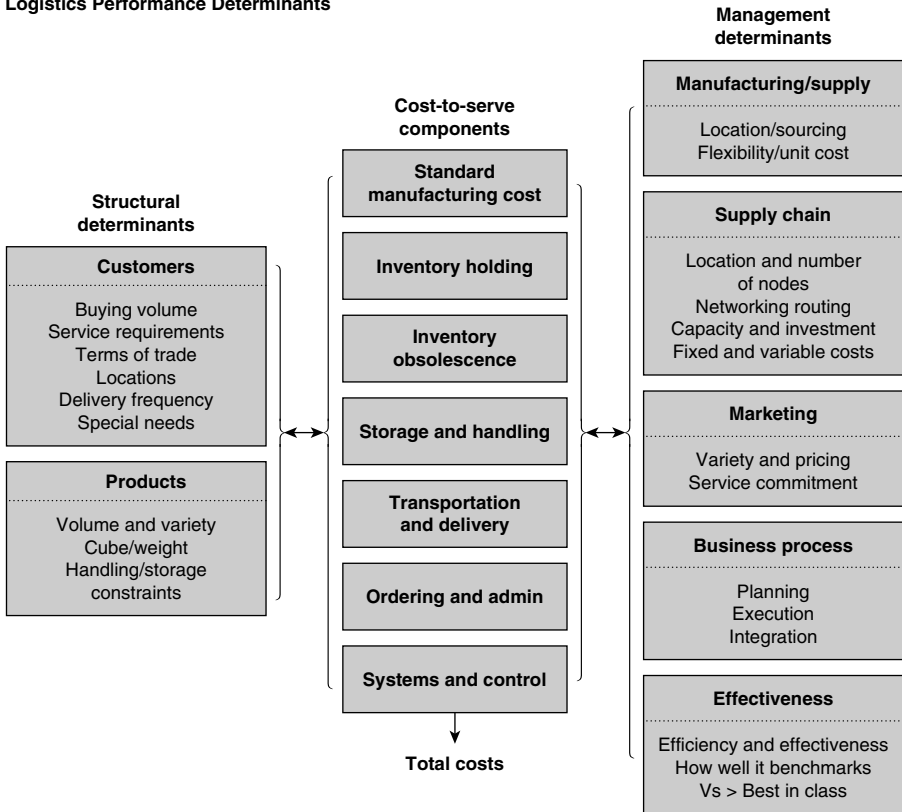 Logistics Performance Determinants
Structural
determinants
Customers
Buying volume
Service requirements
Terms of trade
Locations
Delivery frequency
Special needs
Products
Volume and variety
Cube/weight
Handling/storage
constraints
Cost-to-serve
components
Standard
manufacturing cost
Inventory holding
Inventory
obsolescence
Storage and handling
Transportation
and delivery
Ordering and admin
Systems and control
Total costs
Management
determinants
Manufacturing/supply
Location/sourcing
Flexibility/unit cost
Supply chain
Location and number
of nodes
Networking routing
Capacity and investment
Fixed and variable costs
Marketing
Variety and pricing
Service commitment
Business process
Planning
Execution
Integration
Effectiveness
Efficiency and effectiveness
How well it benchmarks
Vs > Best in class